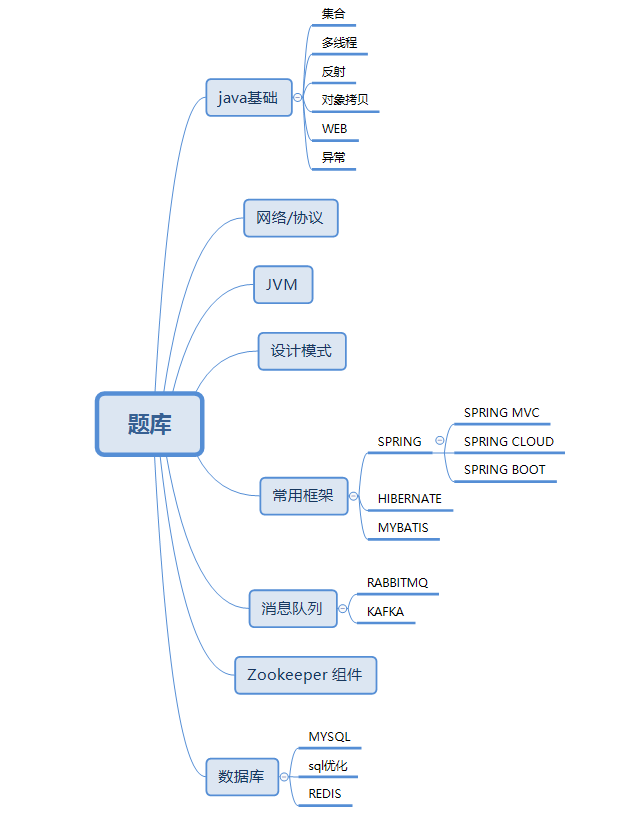 题库
java基础
集合
多线程
反射
对象拷贝
WEB
异常
网络/协议
JVM
设计模式
常用框架
SPRING
SPRING MVC
SPRING CLOUD
SPRING BOOT
HIBERNATE
MYBATIS
消息队列
RABBITMQ
KAFKA
Zookeeper 组件
数据库
MYSQL
sql优化
REDIS